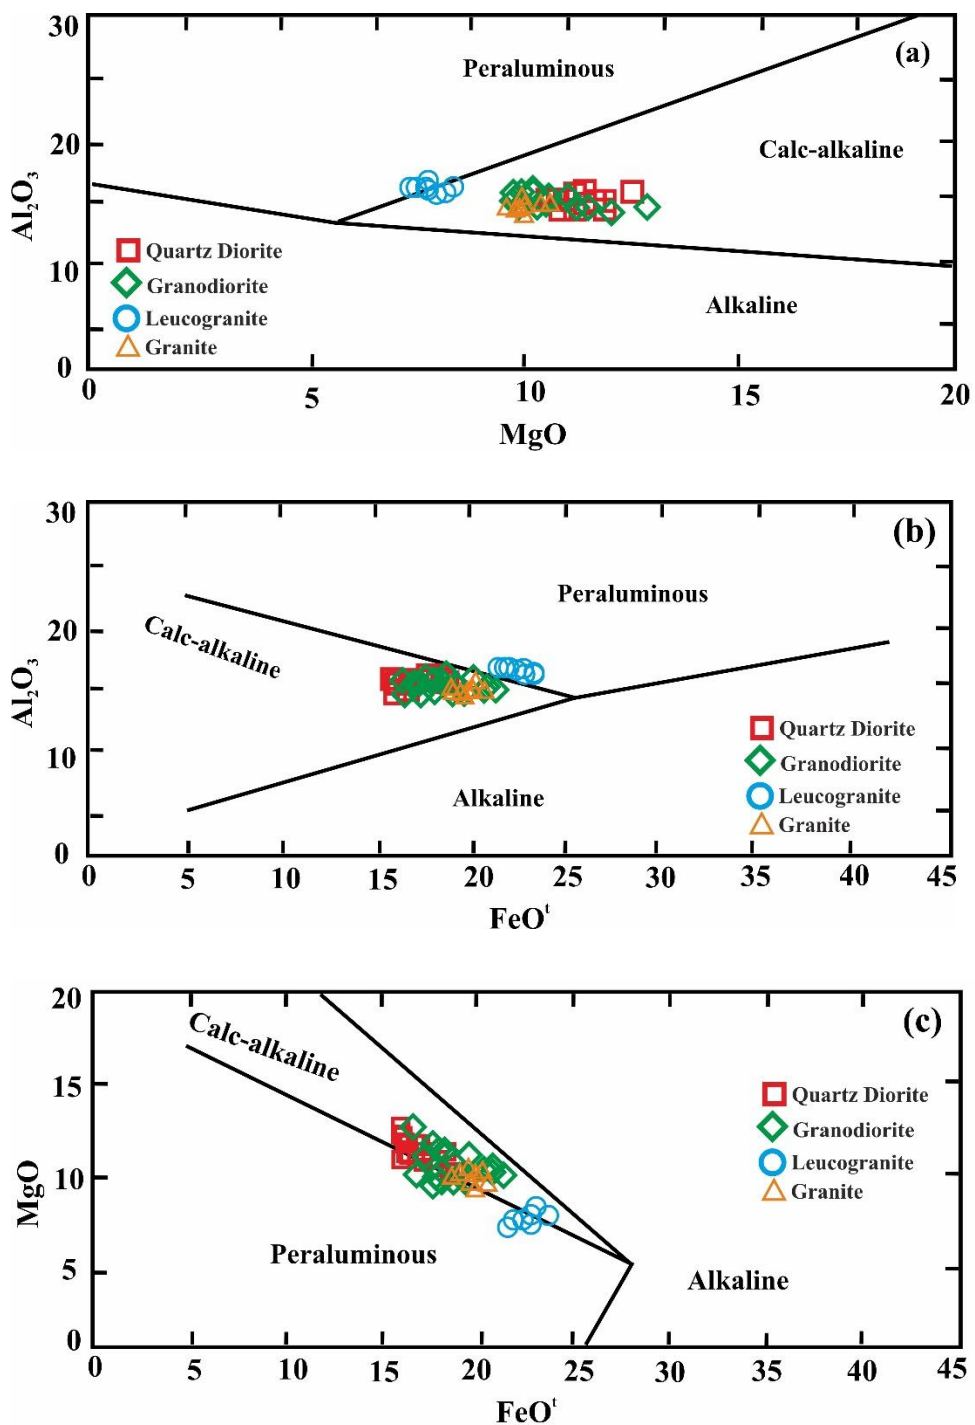 30
(a)
Peraluminous
20
Calc-alkaline
Al₂O₃
Quartz Diorite
10
Granodiorite
Alkaline
Leucogranite
Granite
0
0 5 10 15 20
MgO
30
(b)
Peraluminous
20
Calc-alkaline
Al₂O₃
Quartz Diorite
10
Granodiorite
Alkaline
Leucogranite
Granite
0
0 5 10 15 20 25 30 35 40 45
FeOᵗ
20
(c)
Calc-alkaline
15
Quartz Diorite
Granodiorite
Leucogranite
10
Granite
MgO
Peraluminous
5
Alkaline
0
0 5 10 15 20 25 30 35 40 45
FeOᵗ